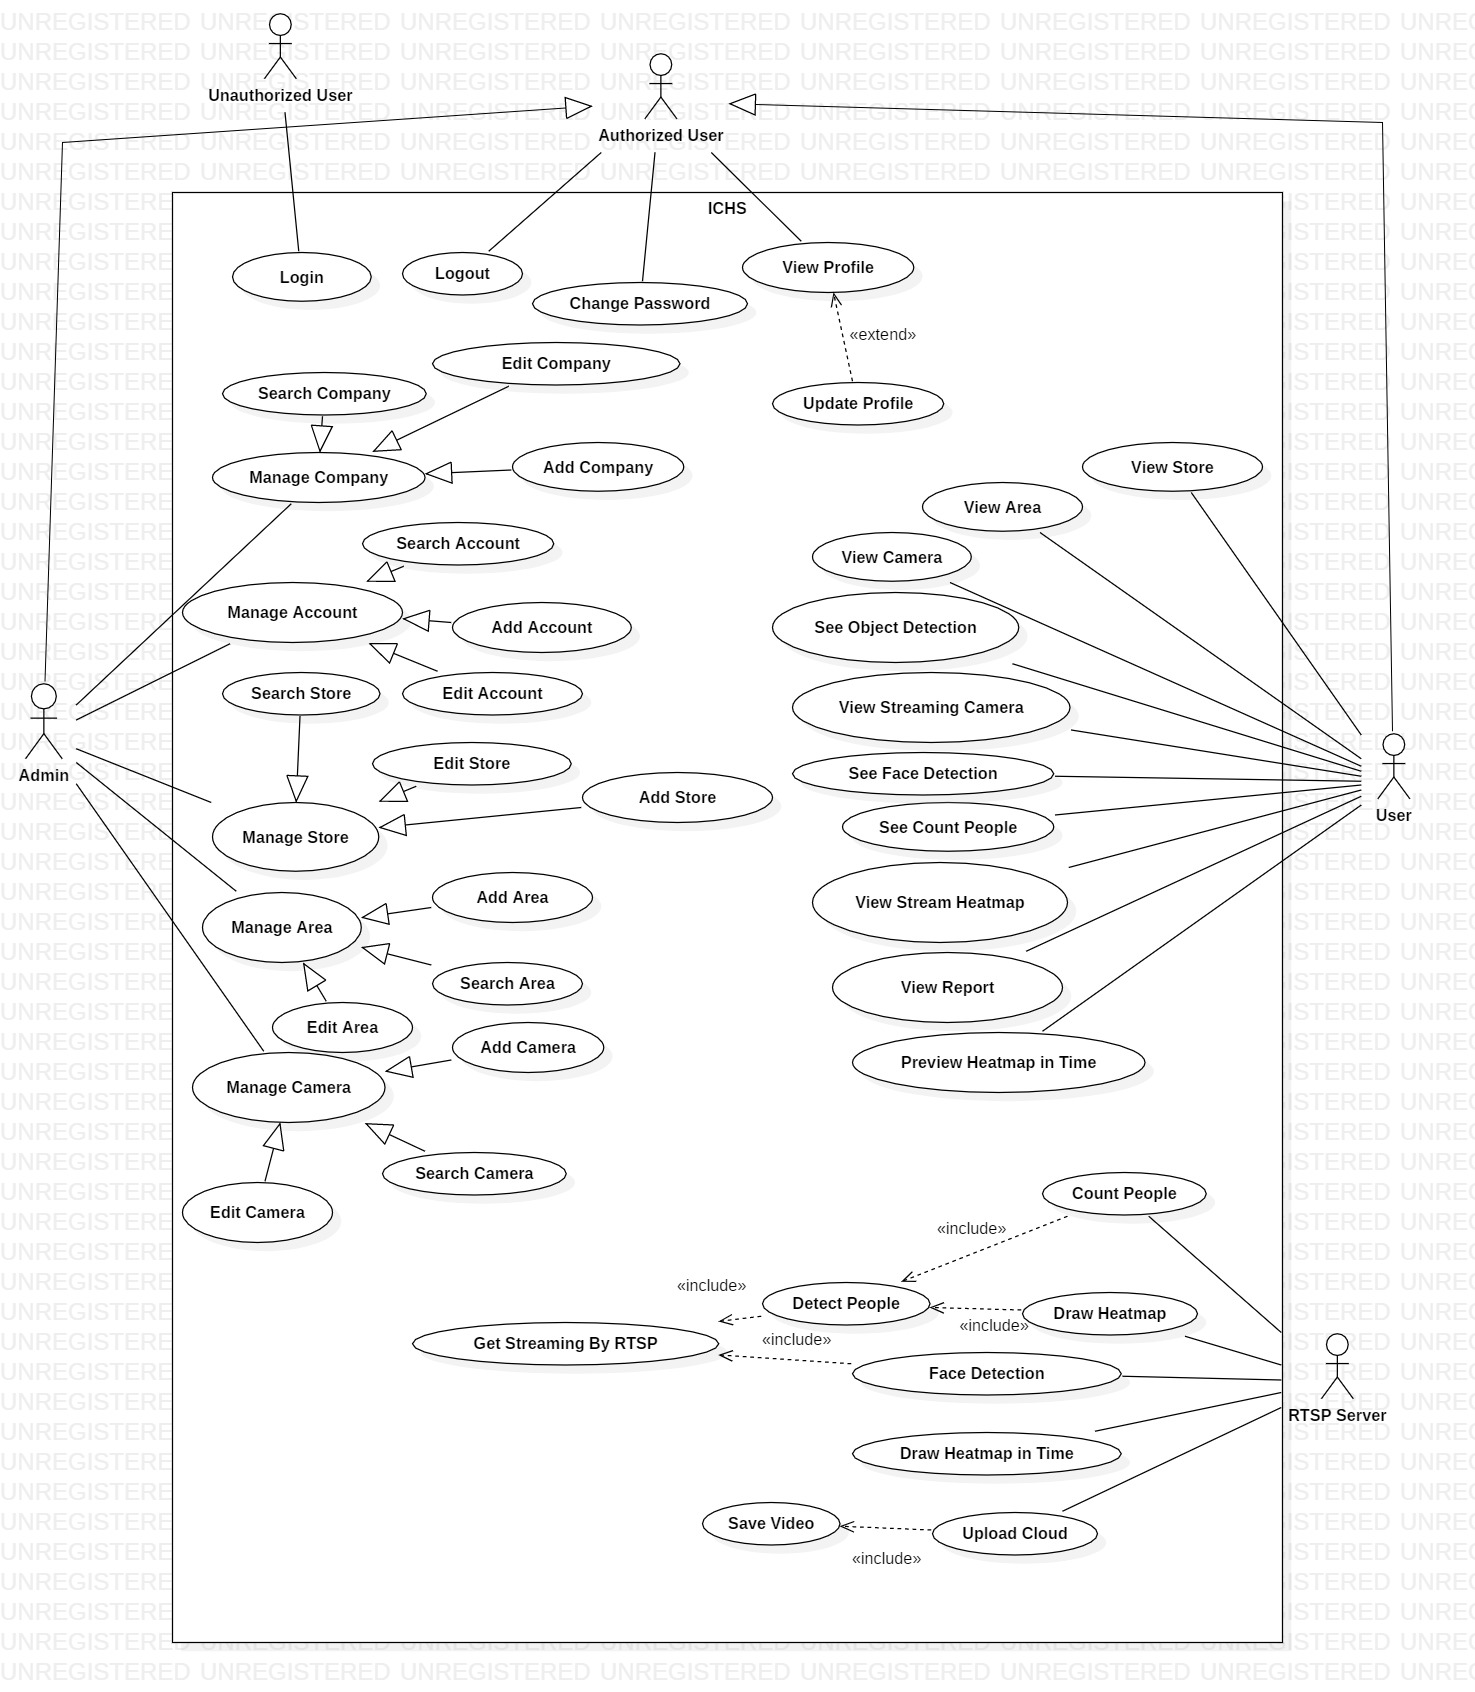 Unauthorized User
Authorized User
ICHS
Login
Logout
View Profile
Change Password
«extend»
Edit Company
Search Company
Update Profile
Manage Company
Add Company
View Store
View Area
Search Account
View Camera
Manage Account
Add Account
See Object Detection
Search Store
Edit Account
View Streaming Camera
Admin
Edit Store
See Face Detection
Add Store
User
Manage Store
See Count People
Add Area
View Stream Heatmap
Manage Area
Search Area
View Report
Edit Area
Add Camera
Preview Heatmap in Time
Manage Camera
Search Camera
Edit Camera
Count People
«include»
«include»
Detect People
Draw Heatmap
«include»
«include»
Get Streaming By RTSP
Face Detection
RTSP Server
Draw Heatmap in Time
Save Video
Upload Cloud
«include»
UNREGISTERED